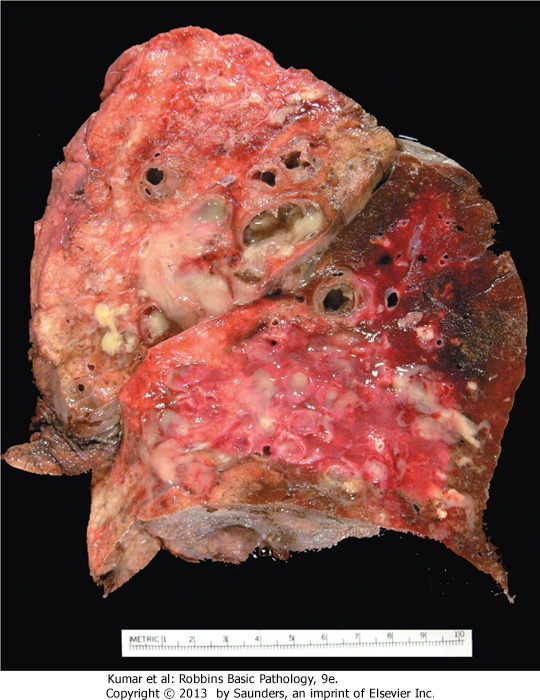 METRIC 1 2 3 4 5 6 7 8 9 10
Kumar et al: Robbins Basic Pathology, 9e.
Copyright © 2013 by Saunders, an imprint of Elsevier Inc.